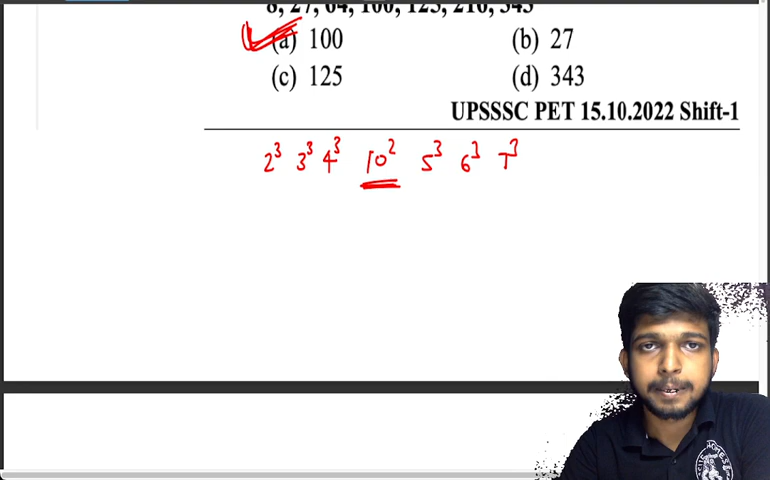 8, 27, 64, 100, 125, 216, 343
(a) 100 (b) 27
(c) 125 (d) 343
UPSSSC PET 15.10.2022 Shift-1
2³ 3³ 4³ 10² 5³ 6³ 7³